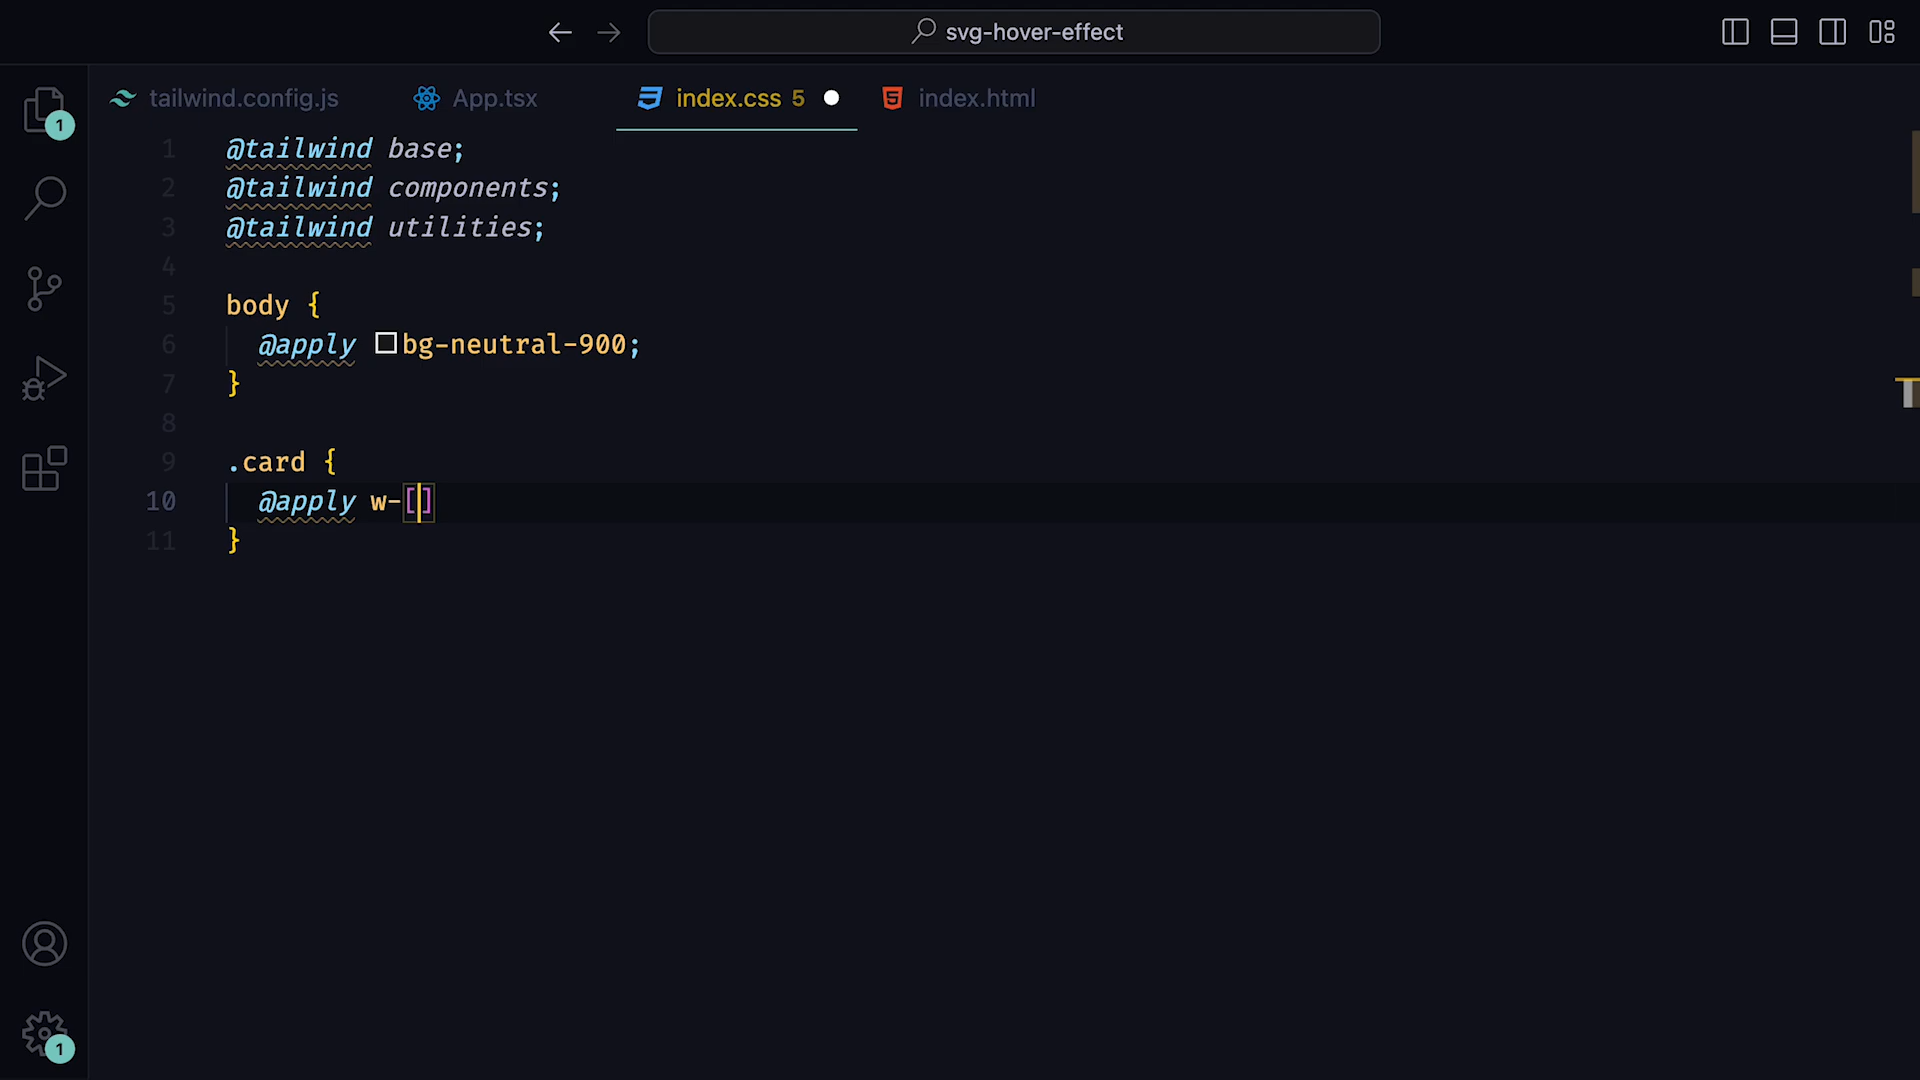 svg-hover-effect
tailwind.config.js App.tsx index.css 5 index.html
1 @tailwind base;
2 @tailwind components;
3 @tailwind utilities;
4
5 body {
6 @apply bg-neutral-900;
7 }
8
9 .card {
10 @apply w-[]
11 }
1
1